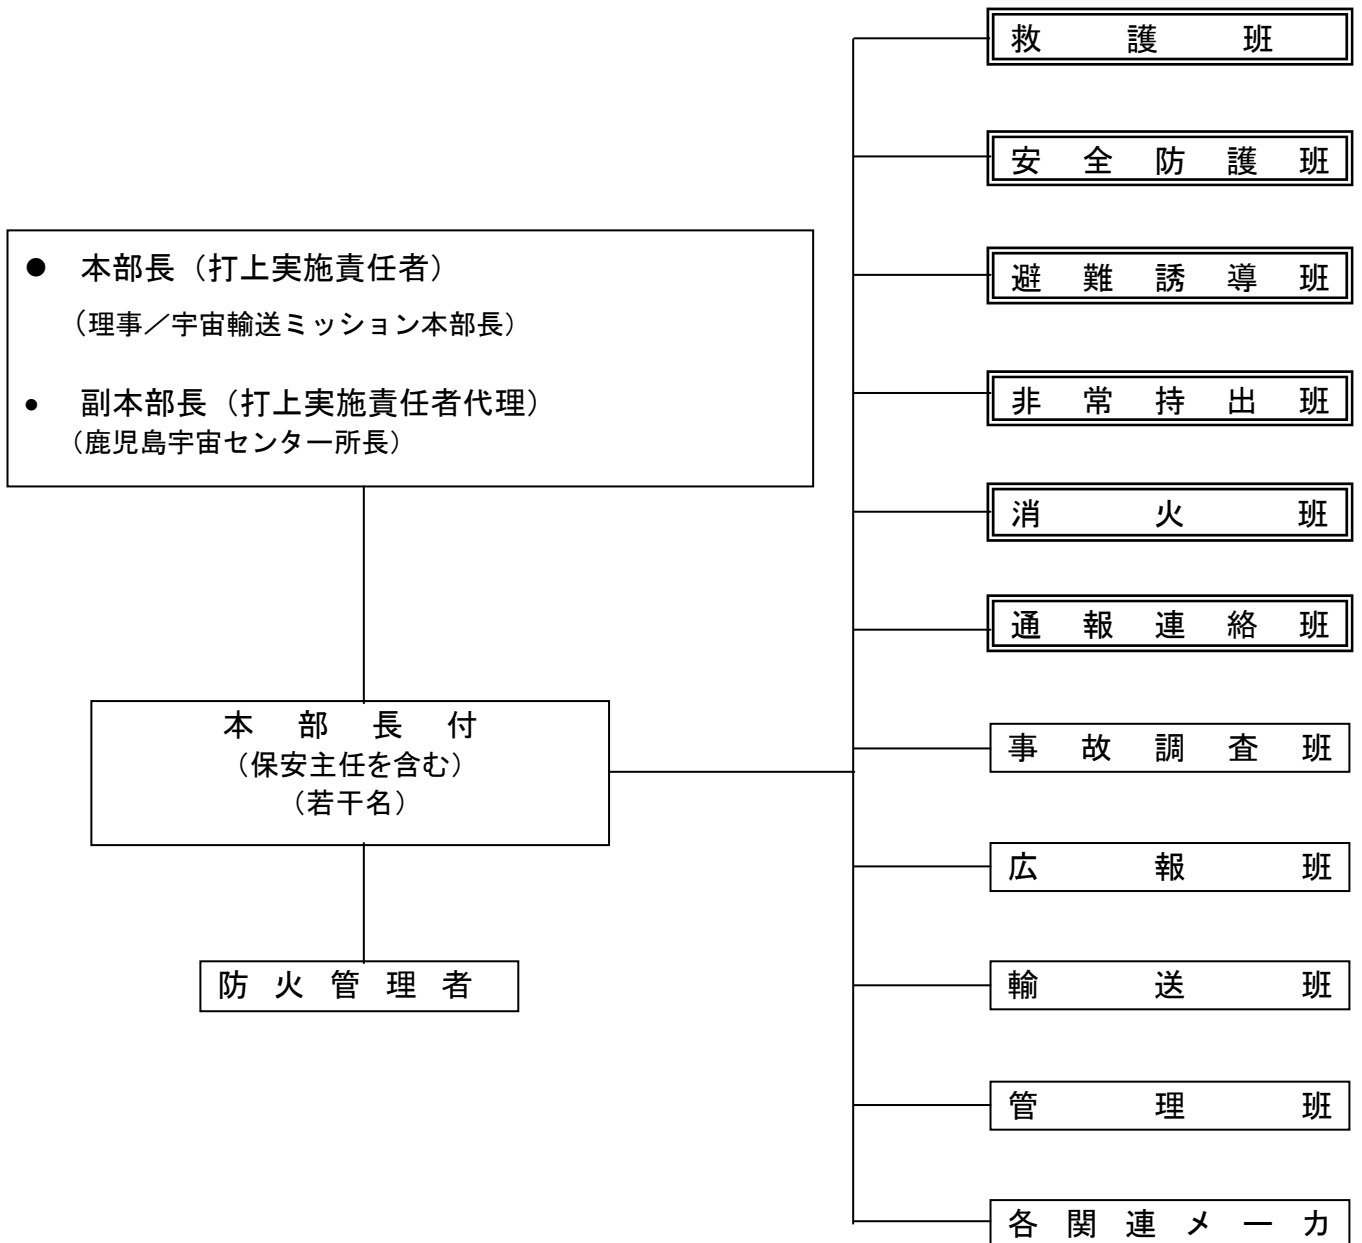 ● 本部長（打上実施責任者）
（理事／宇宙輸送ミッション本部長）
● 副本部長（打上実施責任者代理）
（鹿児島宇宙センター所長）
本部長付
（保安主任を含む）
（若干名）
防火管理者
救護班
安全防護班
避難誘導班
非常持出班
消火班
通報連絡班
事故調査班
広報班
輸送班
管理班
各関連メーカ